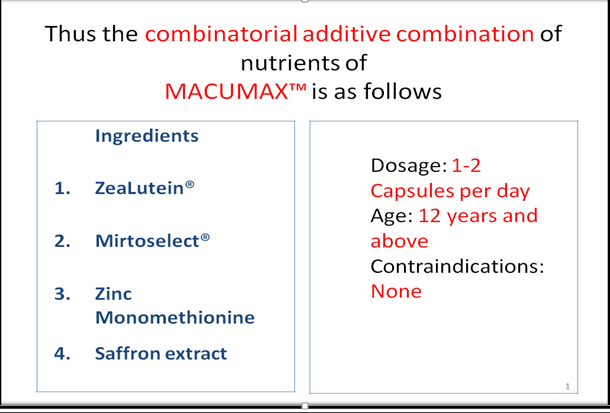 Thus the combinatorial additive combination of
nutrients of
MACUMAX™ is as follows
Ingredients
1. ZeaLutein®
2. Mirtoselect®
3. Zinc
Monomethionine
4. Saffron extract
Dosage: 1-2
Capsules per day
Age: 12 years and
above
Contraindications:
None
1